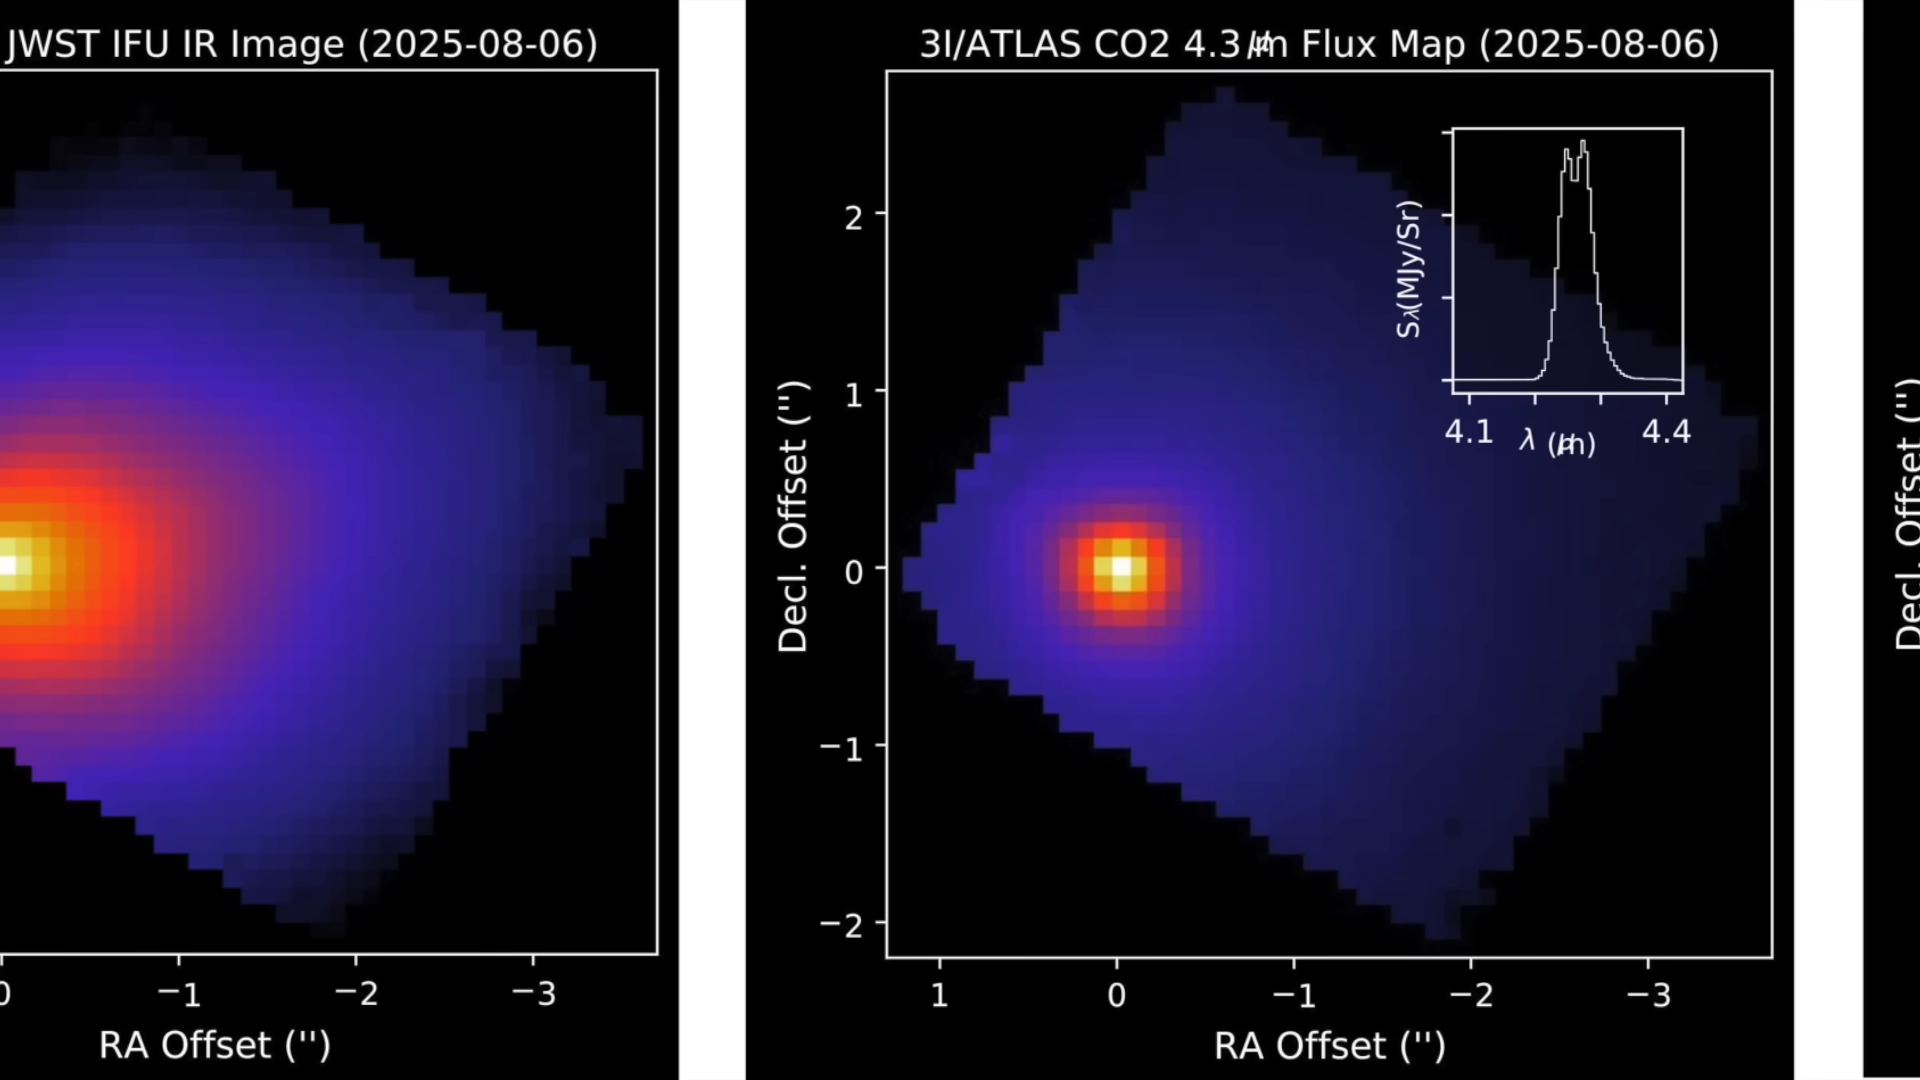 JWST IFU IR Image (2025-08-06)
0
−1
−2
−3
RA Offset ('')
3I/ATLAS CO2 4.3 μm Flux Map (2025-08-06)
Decl. Offset ('')
2
1
0
−1
−2
Sλ(MJy/Sr)
4.1
4.4
λ (μm)
1
0
−1
−2
−3
RA Offset ('')
Decl. Offset ('')